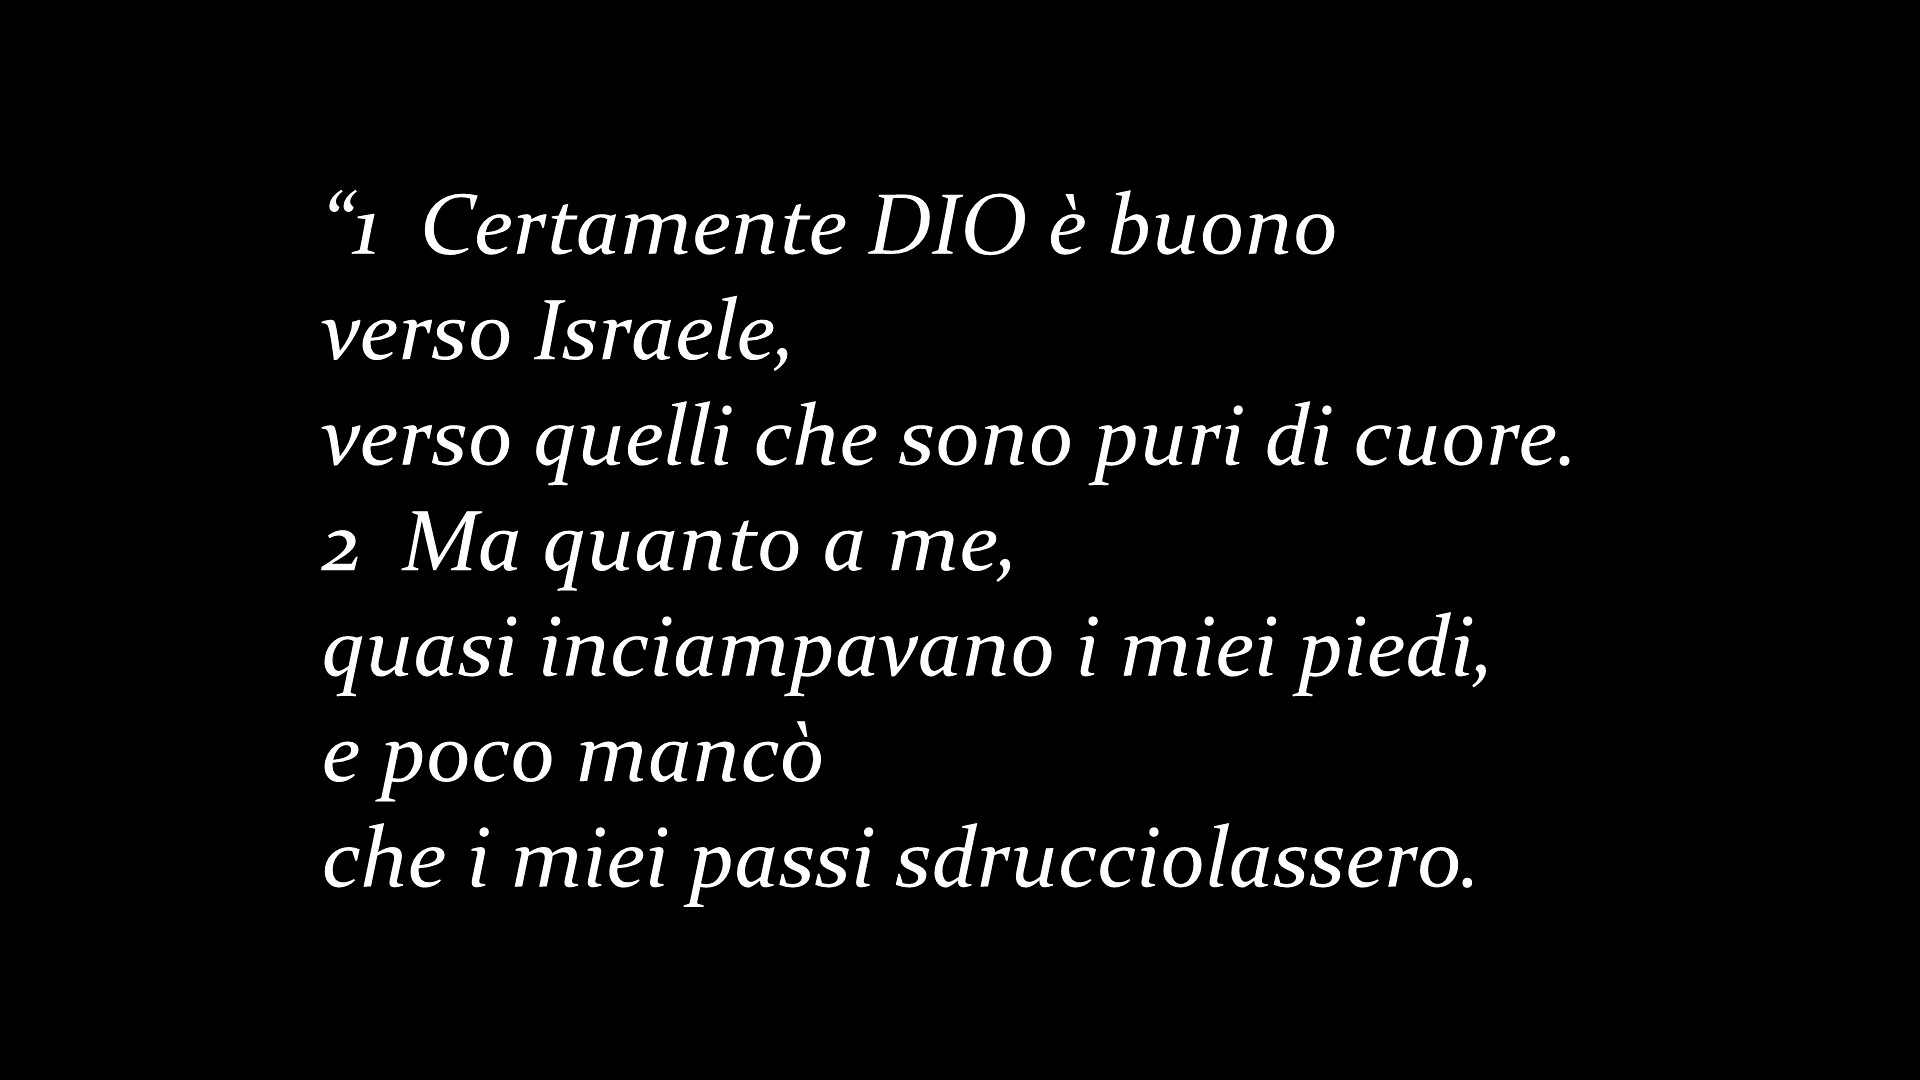 “1  Certamente DIO è buono
verso Israele,
verso quelli che sono puri di cuore.
2  Ma quanto a me,
quasi inciampavano i miei piedi,
e poco mancò
che i miei passi sdrucciolassero.